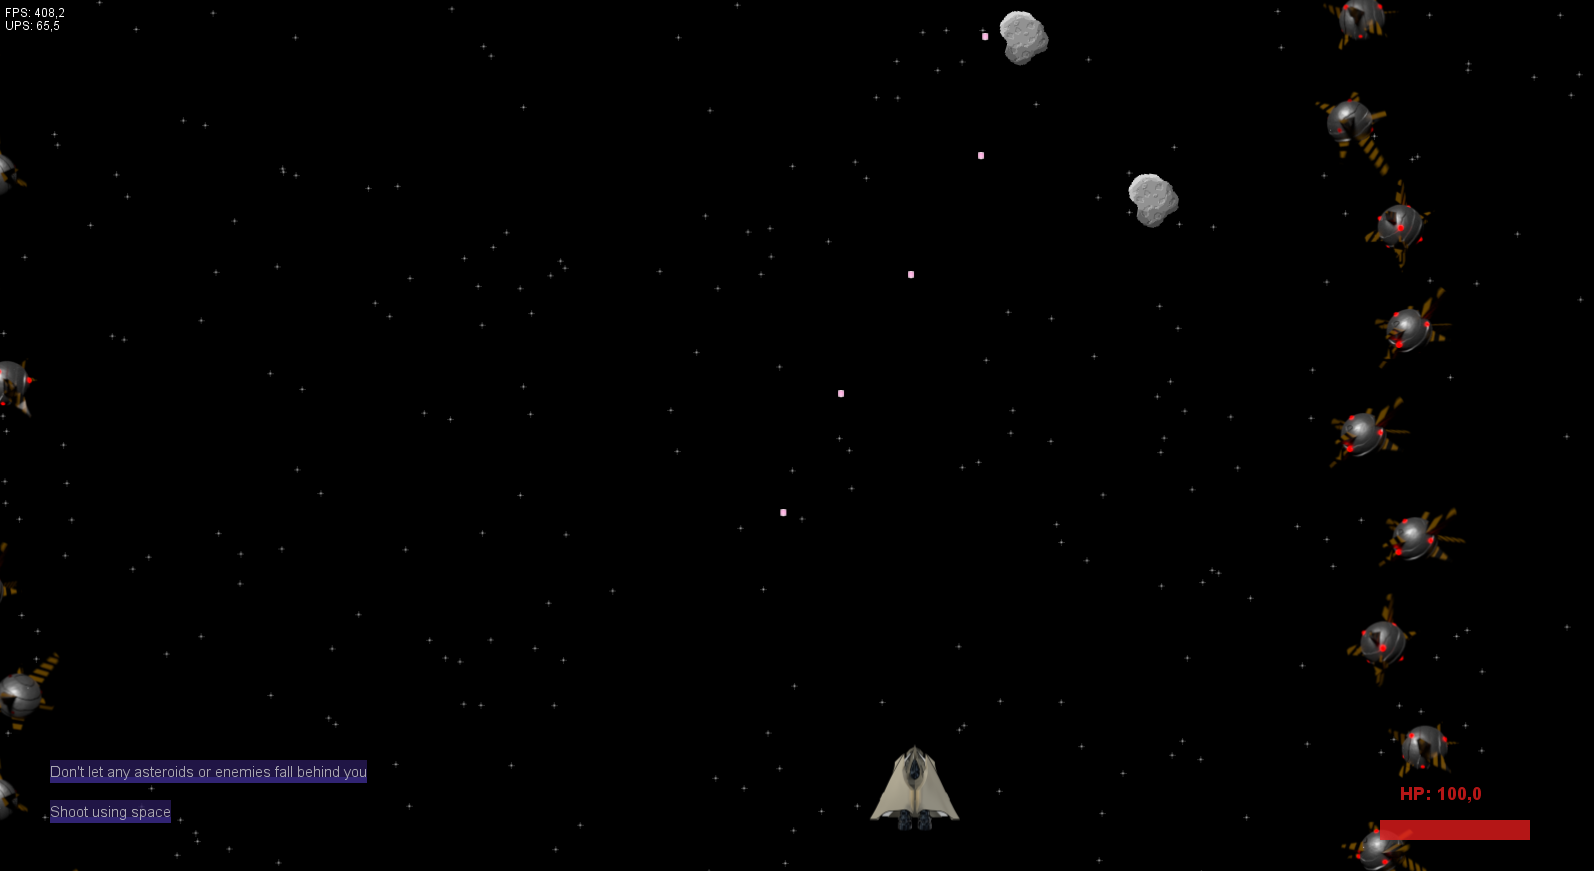 FPS: 408,2
UPS: 65,5
Don't let any asteroids or enemies fall behind you
Shoot using space
HP: 100,0